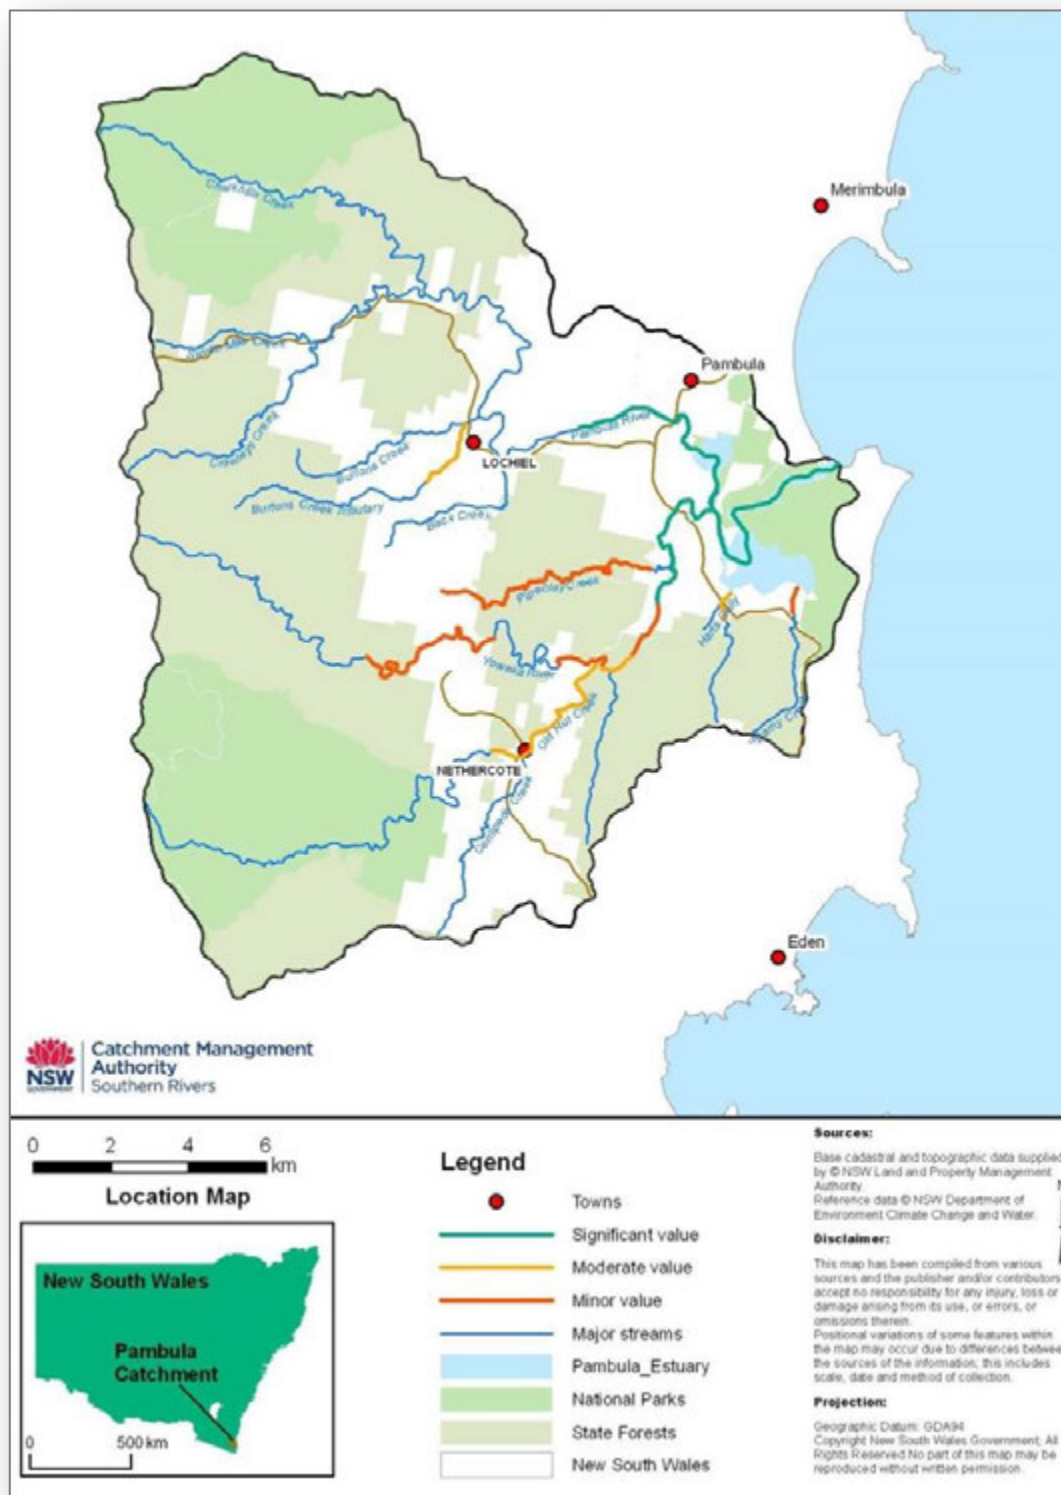 Merimbula
Pambula
Pambula River
LOCHIEL
Buttons Creek
Buttons Creek Tributary
Back Creek
Pipeclay Creek
Yowaka River
Old Hut Creek
NETHERCOTE
Eden
NSW
GOVERNMENT
Catchment Management
Authority
Southern Rivers
0 2 4 6
km
Location Map
New South Wales
Pambula
Catchment
0 500 km
Legend
Towns
Significant value
Moderate value
Minor value
Major streams
Pambula_Estuary
National Parks
State Forests
New South Wales
Sources:
Base cadastral and topographic data supplied
by © NSW Land and Property Management
Authority.
Reference data © NSW Department of
Environment Climate Change and Water.
Disclaimer:
This map has been compiled from various
sources and the publisher and/or contributors
accept no responsibility for any injury, loss or
damage arising from its use, or errors, or
omissions therein.
Positional variations of some features within
the map may occur due to differences betwee
the sources of the information; this includes
scale, date and method of collection.
Projection:
Geographic Datum: GDA94
Copyright New South Wales Government; All
Rights Reserved No part of this map may be
reproduced without written permission.